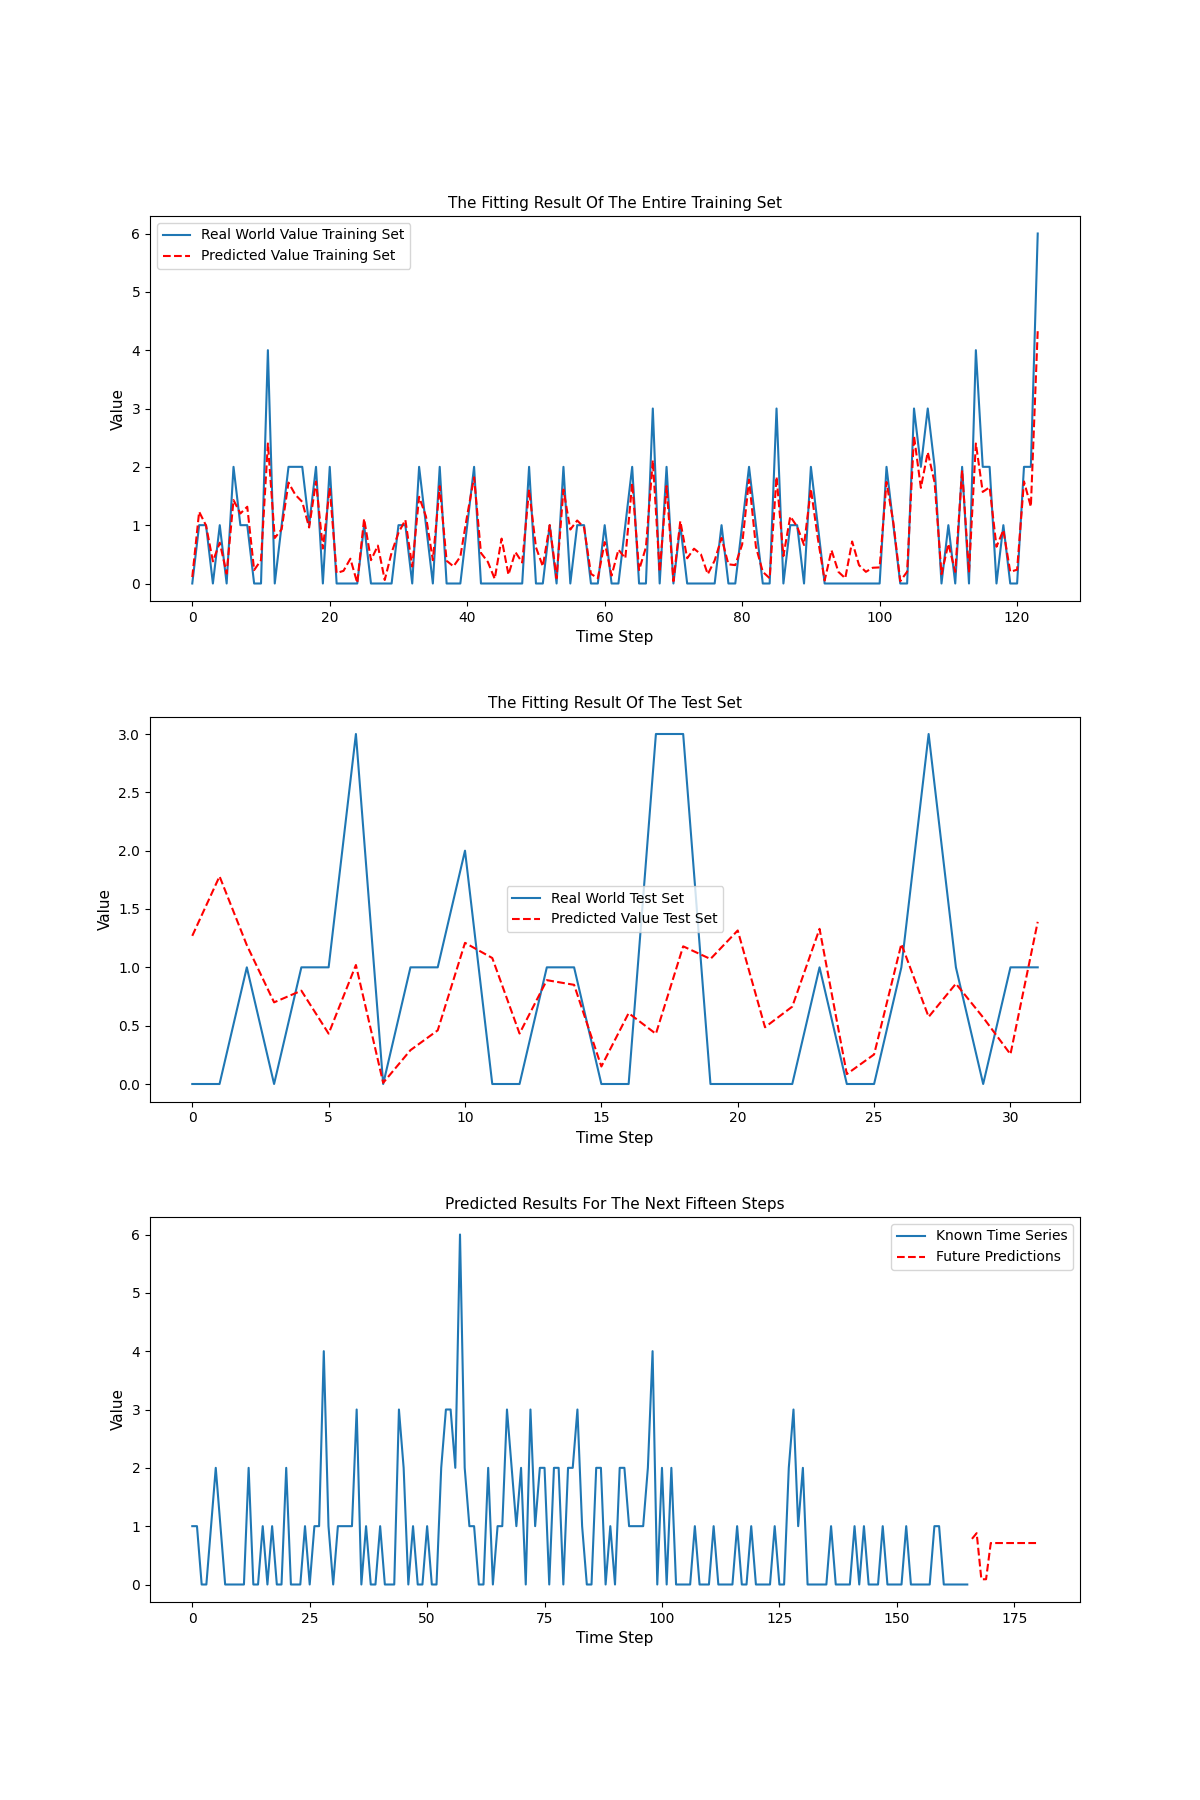 The Fitting Result Of The Entire Training Set
Real World Value Training Set
Predicted Value Training Set
Value
6
5
4
3
2
1
0
0 20 40 60 80 100 120
Time Step
The Fitting Result Of The Test Set
Real World Test Set
Predicted Value Test Set
Value
3.0
2.5
2.0
1.5
1.0
0.5
0.0
0 5 10 15 20 25 30
Time Step
Predicted Results For The Next Fifteen Steps
Known Time Series
Future Predictions
Value
6
5
4
3
2
1
0
0 25 50 75 100 125 150 175
Time Step